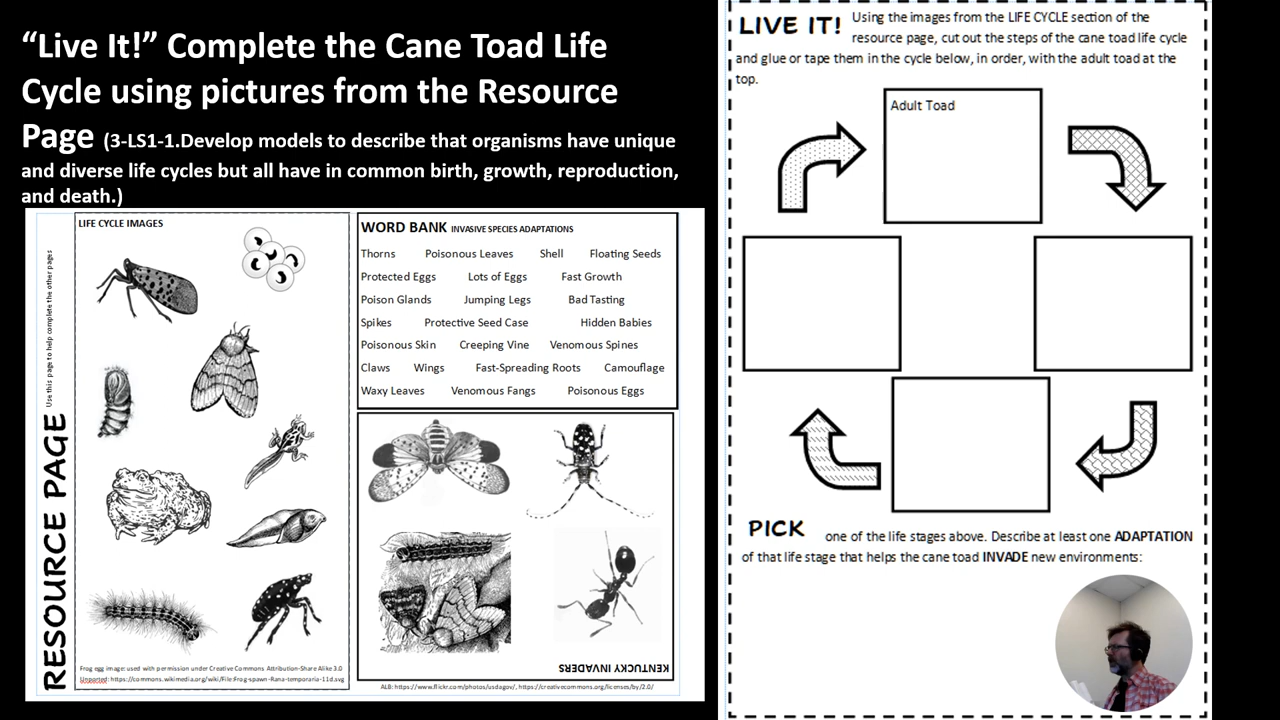 “Live It!” Complete the Cane Toad Life
Cycle using pictures from the Resource
Page (3-LS1-1.Develop models to describe that organisms have unique
and diverse life cycles but all have in common birth, growth, reproduction,
and death.)
RESOURCE PAGE
Use this page to help complete the other pages
LIFE CYCLE IMAGES
Frog egg image: used with permission under Creative Commons Attribution-Share Alike 3.0
Unported: https://commons.wikimedia.org/wiki/File:Frog-spawn-Rana-temporaria-11d.svg
WORD BANK INVASIVE SPECIES ADAPTATIONS
Thorns Poisonous Leaves Shell Floating Seeds
Protected Eggs Lots of Eggs Fast Growth
Poison Glands Jumping Legs Bad Tasting
Spikes Protective Seed Case Hidden Babies
Poisonous Skin Creeping Vine Venomous Spines
Claws Wings Fast-Spreading Roots Camouflage
Waxy Leaves Venomous Fangs Poisonous Eggs
KENTUCKY INVADERS
ALB: https://www.flickr.com/photos/usdagov/, https://creativecommons.org/licenses/by/2.0/
LIVE IT! Using the images from the LIFE CYCLE section of the
resource page, cut out the steps of the cane toad life cycle
and glue or tape them in the cycle below, in order, with the adult toad at the
top.
Adult Toad
PICK one of the life stages above. Describe at least one ADAPTATION
of that life stage that helps the cane toad INVADE new environments: